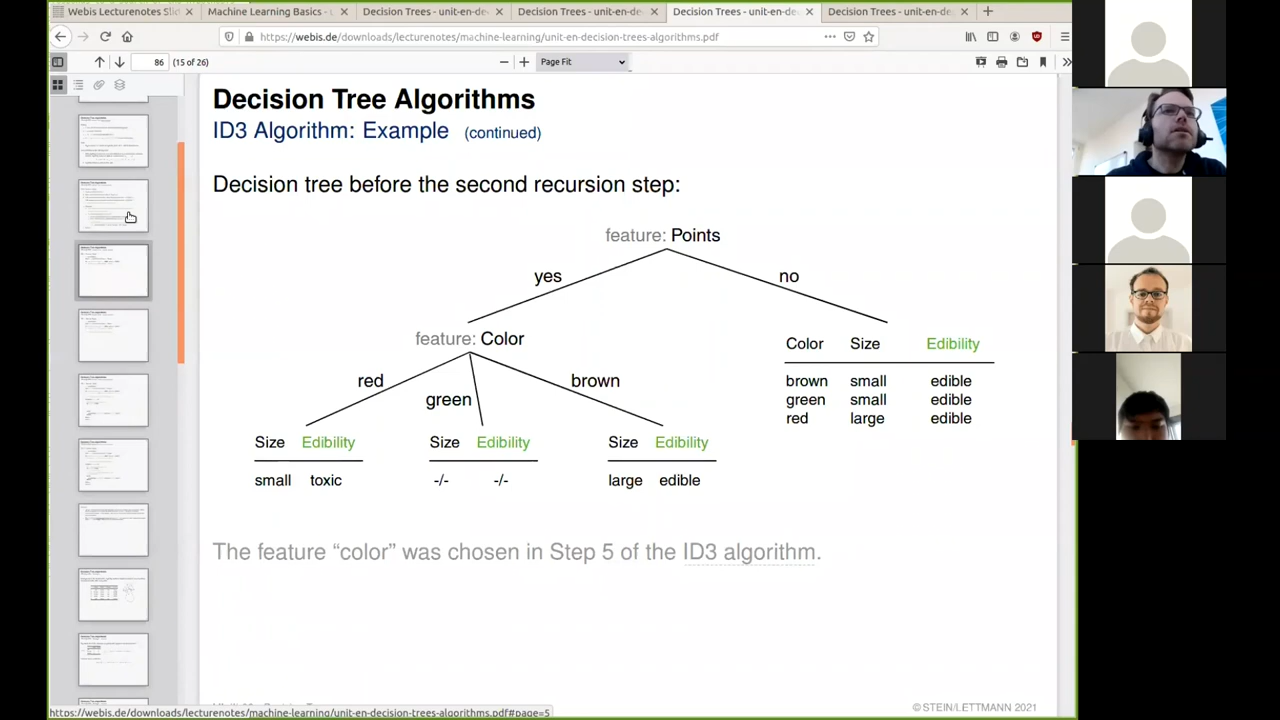 Webis Lecturenotes Sli
Machine Learning Basics - u
Decision Trees - unit-en-de
Decision Trees - unit-en-de
Decision Trees - unit-en-de
Decision Trees - unit-en-de
https://webis.de/downloads/lecturenotes/machine-learning/unit-en-decision-trees-algorithms.pdf
86 (15 of 26)
Page Fit
Decision Tree Algorithms
ID3 Algorithm: Example (continued)
Decision tree before the second recursion step:
feature: Points
yes
no
feature: Color
Color Size Edibility
red
green
brown
brown small edible
green small edible
red large edible
Size Edibility
Size Edibility
Size Edibility
small toxic
-/- -/-
large edible
The feature “color” was chosen in Step 5 of the ID3 algorithm.
© STEIN/LETTMANN 2021
https://webis.de/downloads/lecturenotes/machine-learning/unit-en-decision-trees-algorithms.pdf#page=5